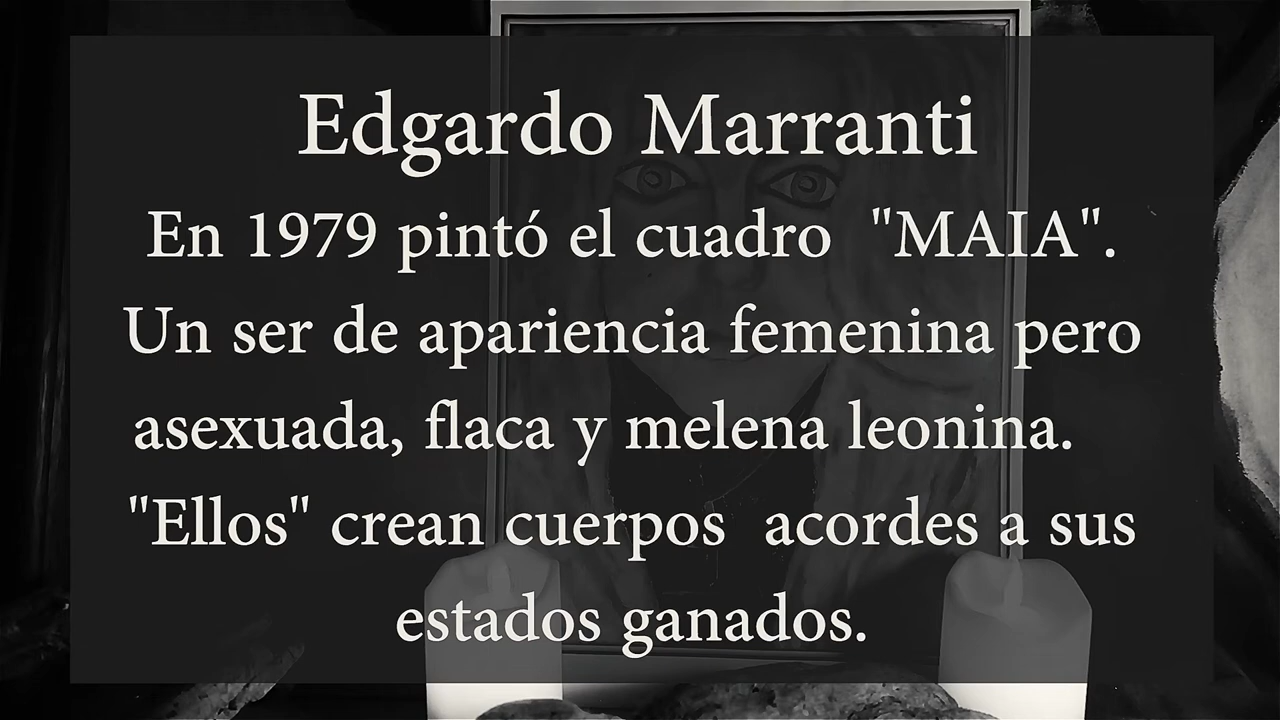 Edgardo Marranti
En 1979 pintó el cuadro "MAIA".
Un ser de apariencia femenina pero
asexuada, flaca y melena leonina.
"Ellos" crean cuerpos acordes a sus
estados ganados.